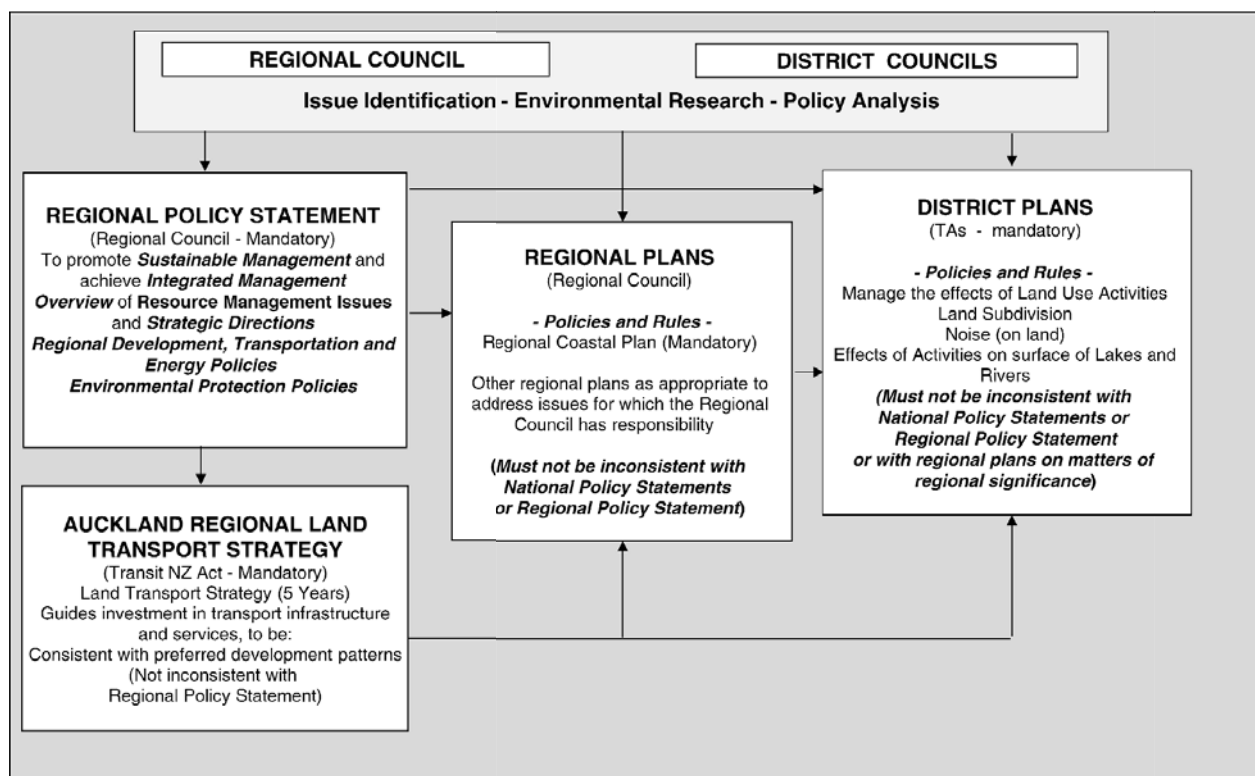 REGIONAL COUNCIL
DISTRICT COUNCILS
Issue Identification - Environmental Research - Policy Analysis
REGIONAL POLICY STATEMENT
(Regional Council - Mandatory)
To promote Sustainable Management and
achieve Integrated Management
Overview of Resource Management Issues
and Strategic Directions
Regional Development, Transportation and
Energy Policies
Environmental Protection Policies
AUCKLAND REGIONAL LAND
TRANSPORT STRATEGY
(Transit NZ Act - Mandatory)
Land Transport Strategy (5 Years)
Guides investment in transport infrastructure
and services, to be:
Consistent with preferred development patterns
(Not inconsistent with
Regional Policy Statement)
REGIONAL PLANS
(Regional Council)
- Policies and Rules -
Regional Coastal Plan (Mandatory)
Other regional plans as appropriate to
address issues for which the Regional
Council has responsibility
(Must not be inconsistent with
National Policy Statements
or Regional Policy Statement)
DISTRICT PLANS
(TAs - mandatory)
- Policies and Rules -
Manage the effects of Land Use Activities
Land Subdivision
Noise (on land)
Effects of Activities on surface of Lakes and
Rivers
(Must not be inconsistent with
National Policy Statements or
Regional Policy Statement
or with regional plans on matters of
regional significance)